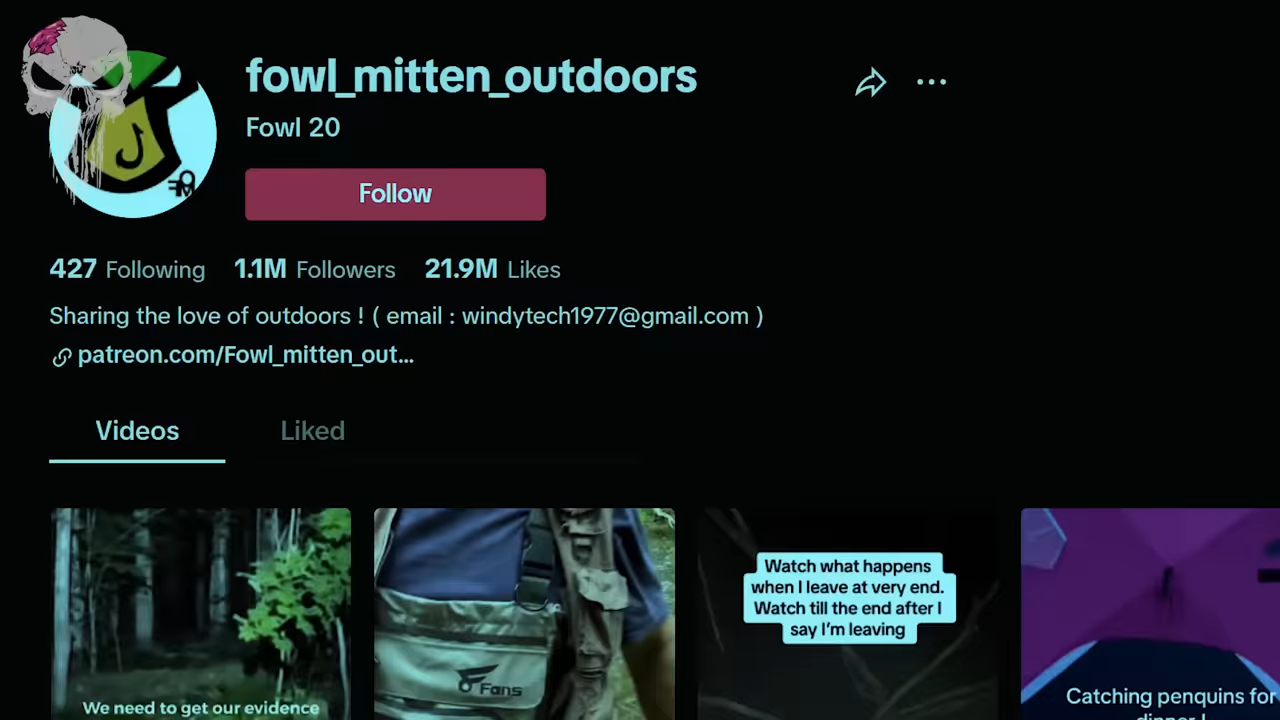 fowl_mitten_outdoors
Fowl 20
Follow
427 Following 1.1M Followers 21.9M Likes
Sharing the love of outdoors ! ( email : windytech1977@gmail.com )
patreon.com/Fowl_mitten_out...
Videos Liked
Watch what happens
when I leave at very end.
Watch till the end after I
say I'm leaving
Fans
We need to get our evidence
Catching penquins for
dinner !